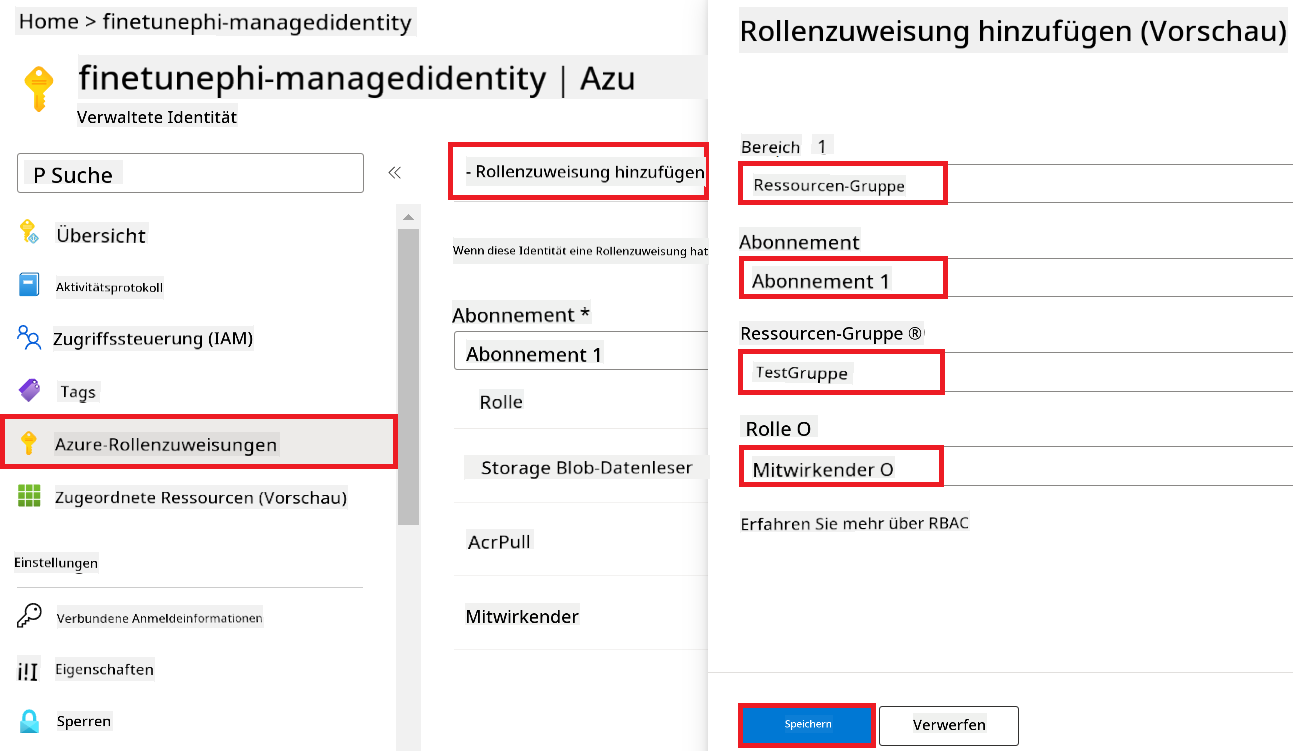 Home > finetunephi-managedidentity
finetunephi-managedidentity | Azu
Verwaltete Identität
P Suche
Übersicht
Aktivitätsprotokoll
Zugriffssteuerung (IAM)
Tags
Azure-Rollenzuweisungen
Zugeordnete Ressourcen (Vorschau)
Einstellungen
Verbundene Anmeldeinformationen
Eigenschaften
Sperren
- Rollenzuweisung hinzufügen
Wenn diese Identität eine Rollenzuweisung hat
Abonnement *
Abonnement 1
Rolle
Storage Blob-Datenleser
AcrPull
Mitwirkender
Rollenzuweisung hinzufügen (Vorschau)
Bereich 1
Ressourcen-Gruppe
Abonnement
Abonnement 1
Ressourcen-Gruppe ®
TestGruppe
Rolle O
Mitwirkender O
Erfahren Sie mehr über RBAC
Speichern
Verwerfen